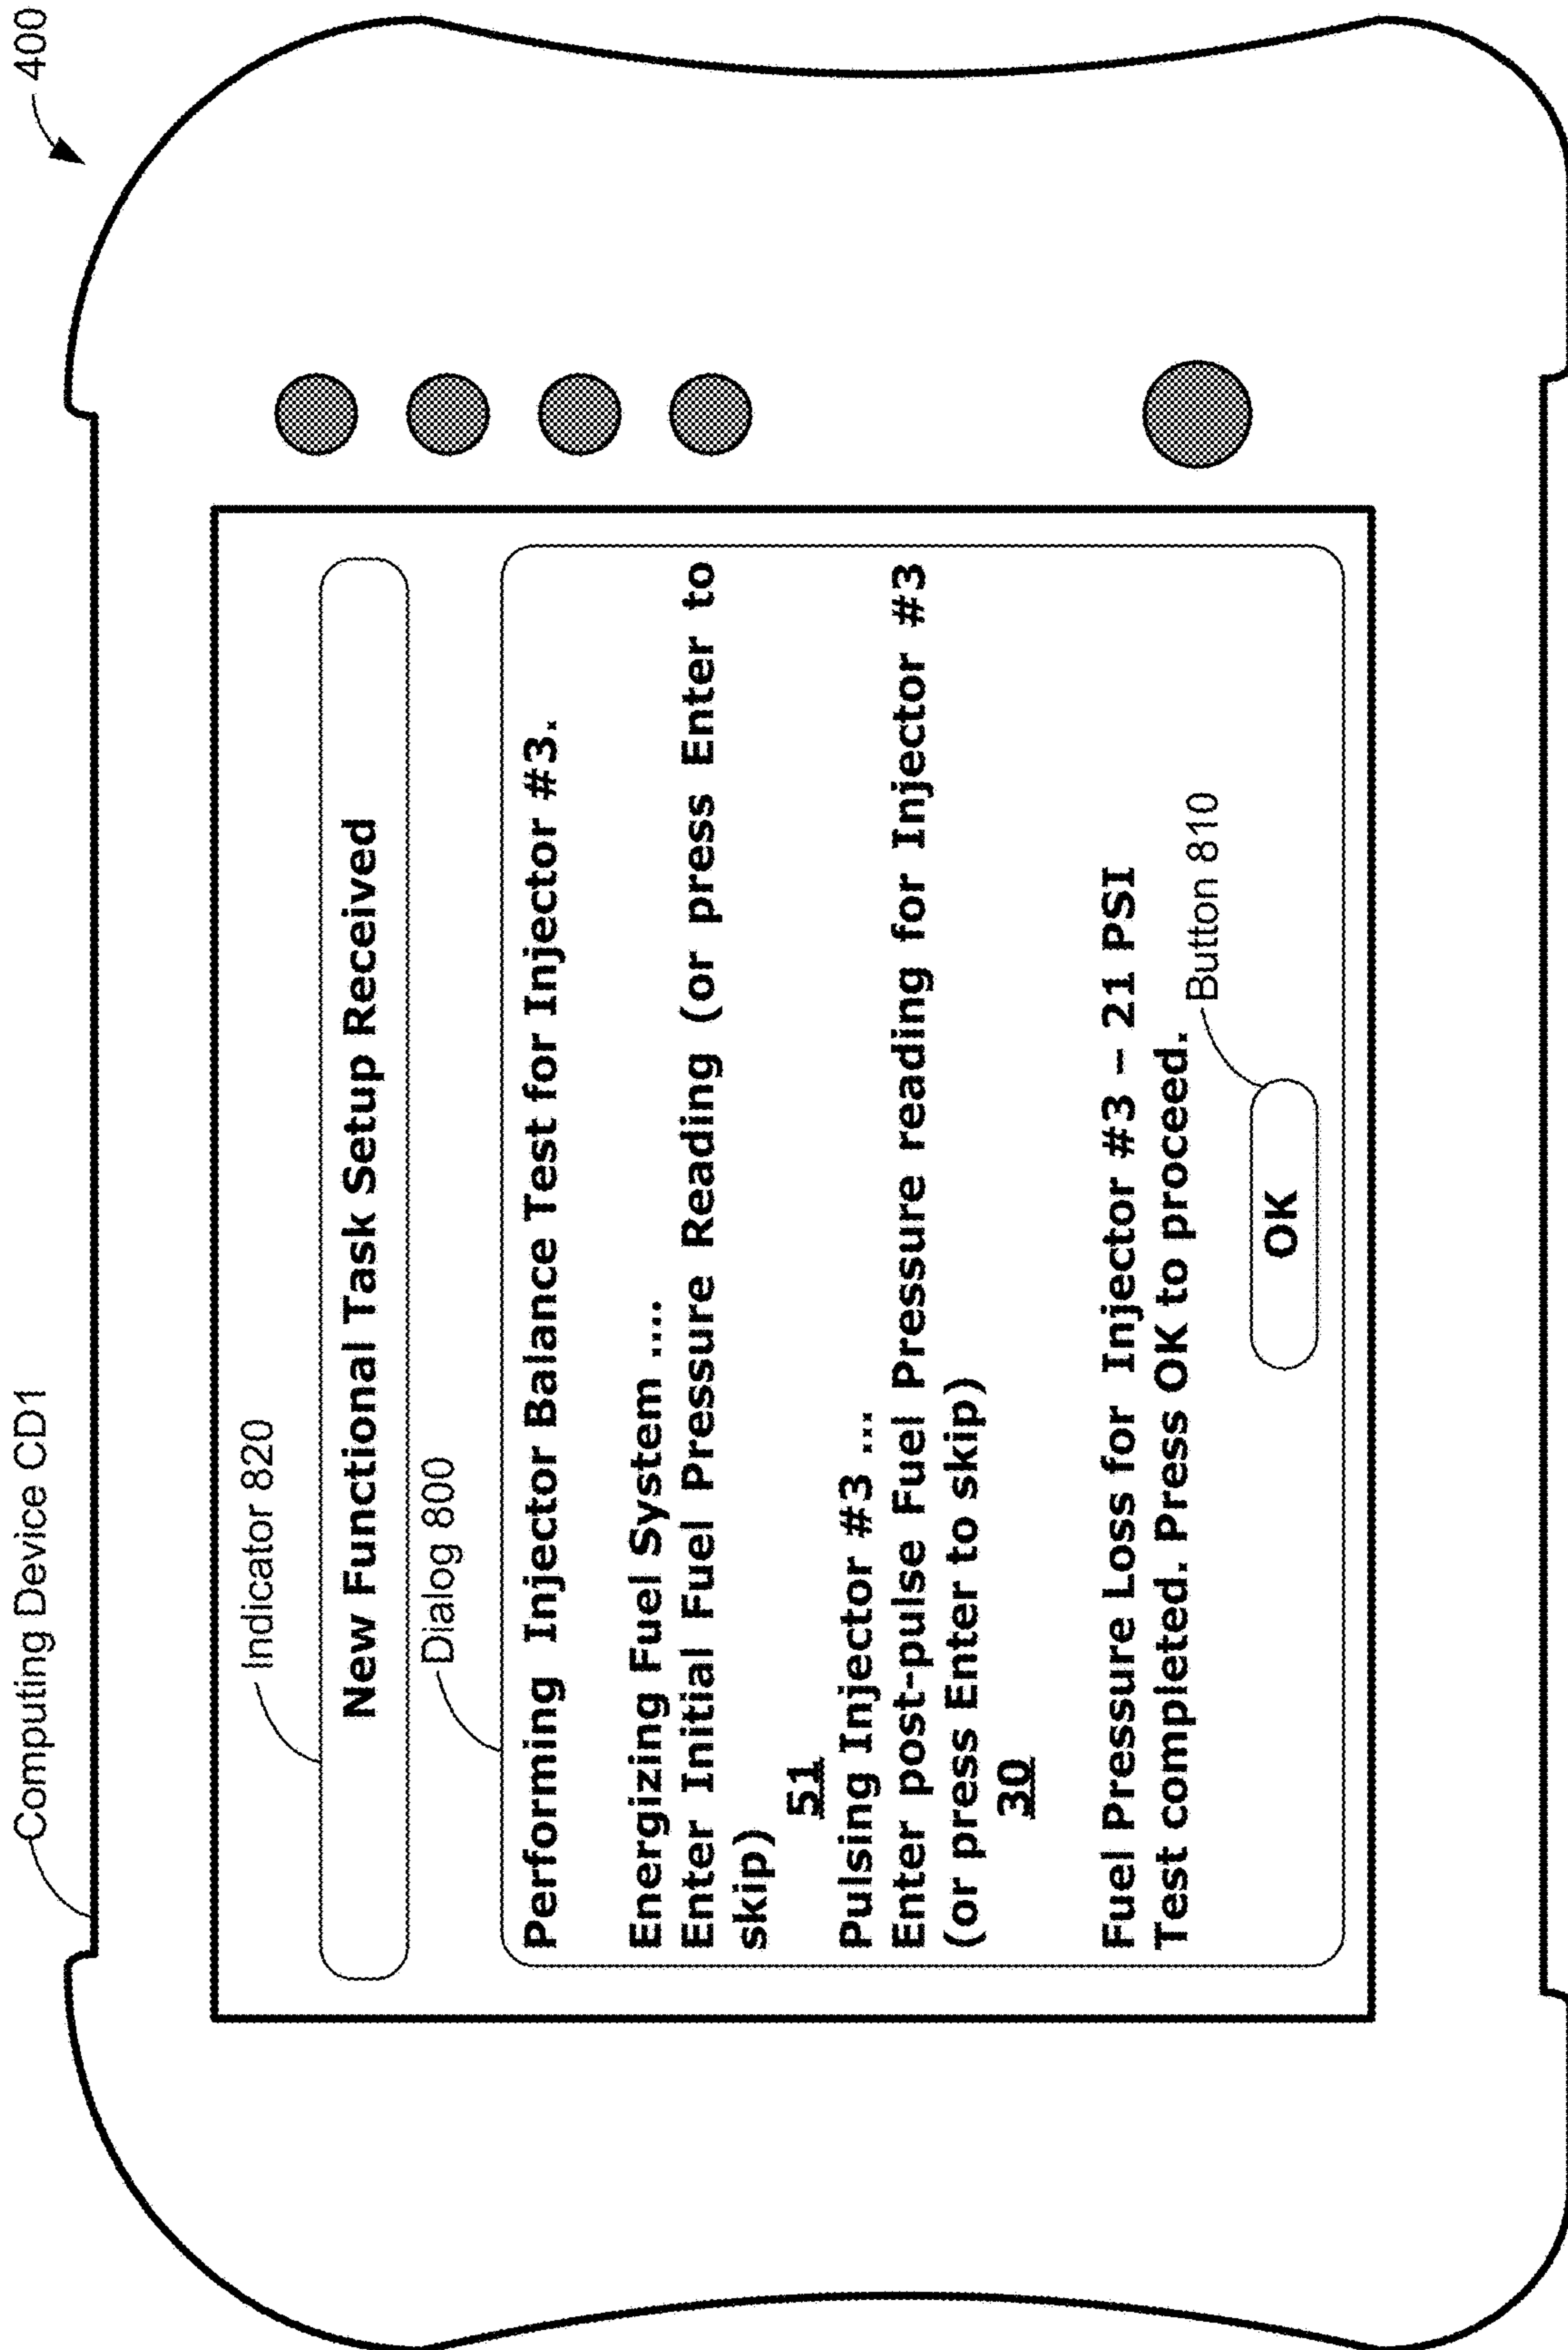 400
Computing Device CD1
Indicator 820
New Functional Task Setup Received
Dialog 800
Performing Injector Balance Test for Injector #3.
Energizing Fuel System ....
Enter Initial Fuel Pressure Reading (or press Enter to
skip)
51
Pulsing Injector #3 ...
Enter post-pulse Fuel Pressure reading for Injector #3
(or press Enter to skip)
30
Fuel Pressure Loss for Injector #3 – 21 PSI
Test completed. Press OK to proceed.
Button 810
OK